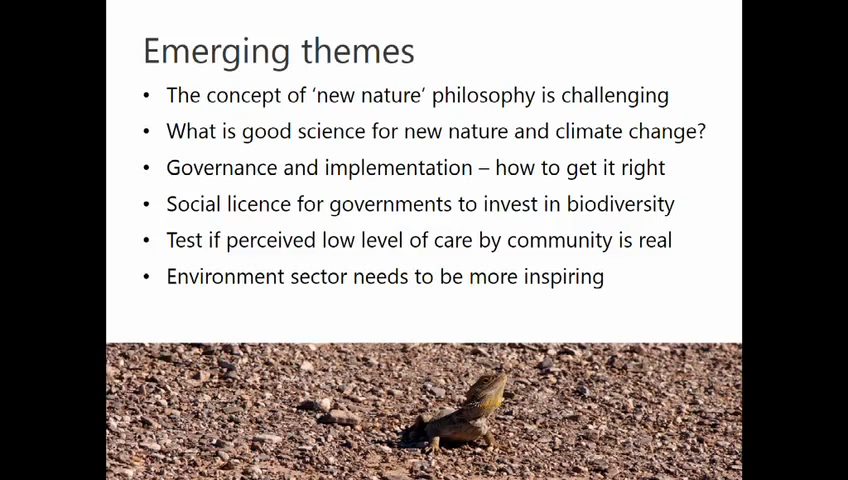 Emerging themes
• The concept of ‘new nature’ philosophy is challenging
• What is good science for new nature and climate change?
• Governance and implementation – how to get it right
• Social licence for governments to invest in biodiversity
• Test if perceived low level of care by community is real
• Environment sector needs to be more inspiring